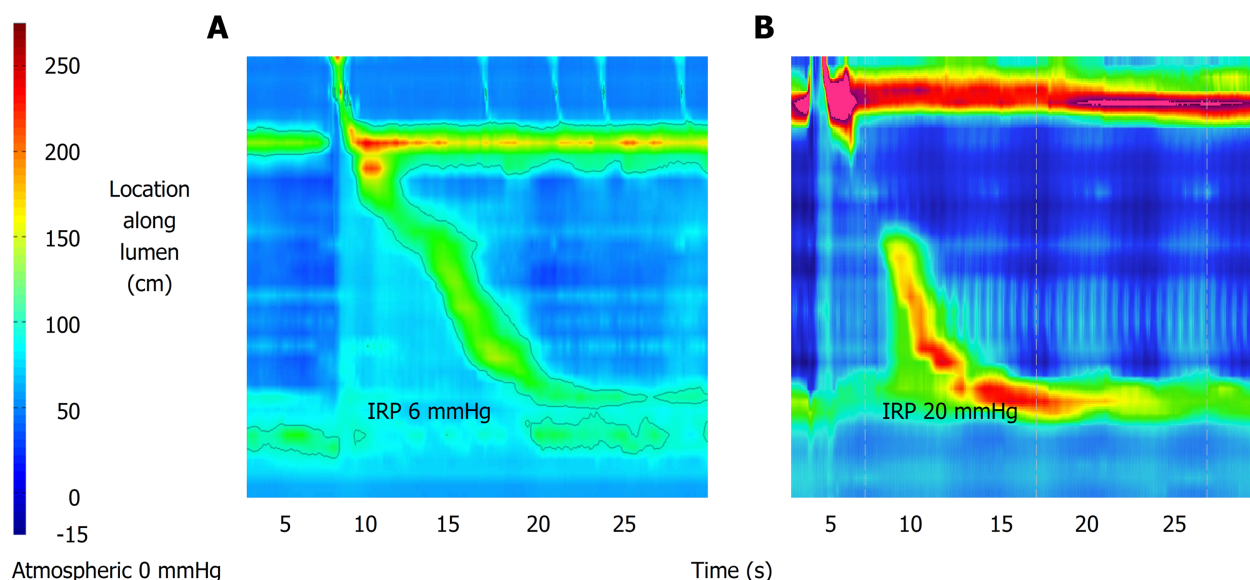 A
B
250
200
150
100
50
0
-15
Location
along
lumen
(cm)
IRP 6 mmHg
IRP 20 mmHg
5 10 15 20 25
5 10 15 20 25
Atmospheric 0 mmHg
Time (s)